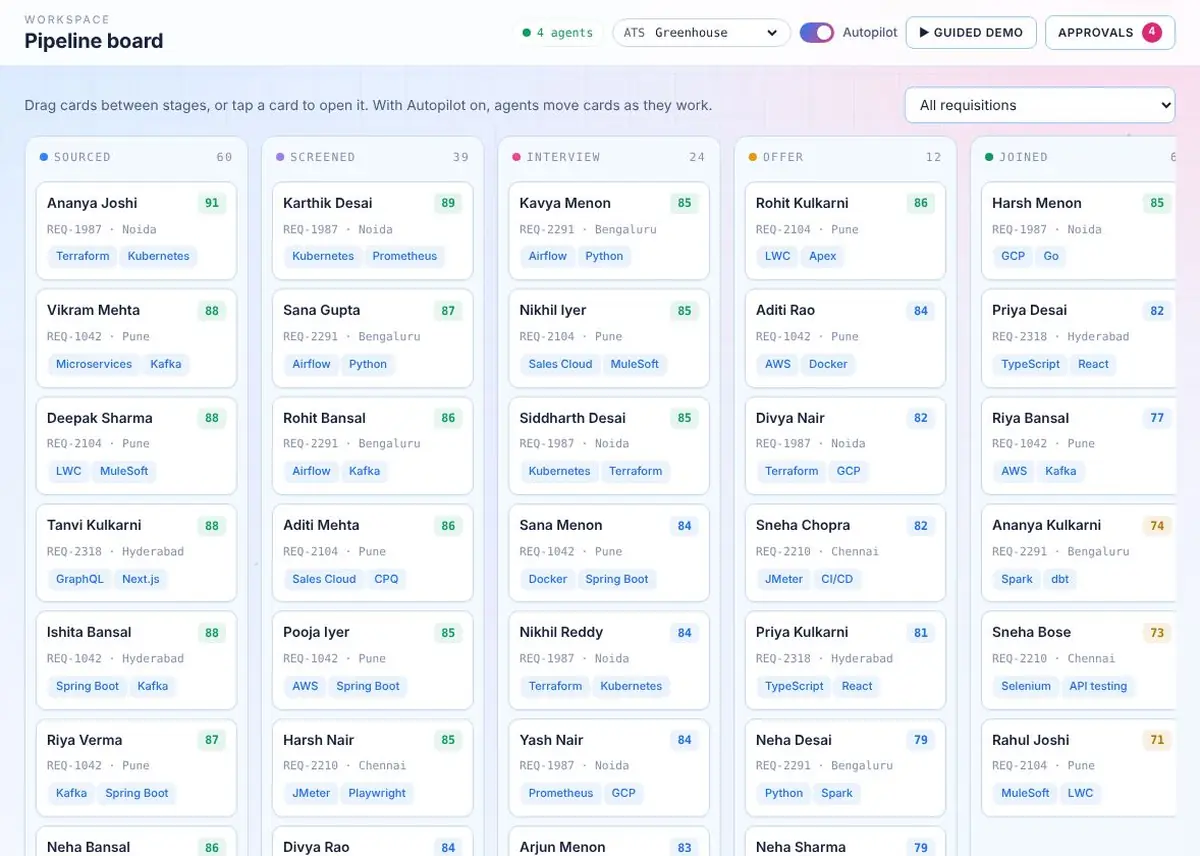 WORKSPACE
Pipeline board
4 agents
ATS Greenhouse
Autopilot
▶ GUIDED DEMO
APPROVALS 4
Drag cards between stages, or tap a card to open it. With Autopilot on, agents move cards as they work.
All requisitions
SOURCED 60
Ananya Joshi 91
REQ-1987 · Noida
Terraform Kubernetes
Vikram Mehta 88
REQ-1042 · Pune
Microservices Kafka
Deepak Sharma 88
REQ-2104 · Pune
LWC MuleSoft
Tanvi Kulkarni 88
REQ-2318 · Hyderabad
GraphQL Next.js
Ishita Bansal 88
REQ-1042 · Hyderabad
Spring Boot Kafka
Riya Verma 87
REQ-1042 · Pune
Kafka Spring Boot
Neha Bansal 86
SCREENED 39
Karthik Desai 89
REQ-1987 · Noida
Kubernetes Prometheus
Sana Gupta 87
REQ-2291 · Bengaluru
Airflow Python
Rohit Bansal 86
REQ-2291 · Bengaluru
Airflow Kafka
Aditi Mehta 86
REQ-2104 · Pune
Sales Cloud CPQ
Pooja Iyer 85
REQ-1042 · Pune
AWS Spring Boot
Harsh Nair 85
REQ-2210 · Chennai
JMeter Playwright
Divya Rao 84
INTERVIEW 24
Kavya Menon 85
REQ-2291 · Bengaluru
Airflow Python
Nikhil Iyer 85
REQ-2104 · Pune
Sales Cloud MuleSoft
Siddharth Desai 85
REQ-1987 · Noida
Kubernetes Terraform
Sana Menon 84
REQ-1042 · Pune
Docker Spring Boot
Nikhil Reddy 84
REQ-1987 · Noida
Terraform Kubernetes
Yash Nair 84
REQ-1987 · Noida
Prometheus GCP
Arjun Menon 83
OFFER 12
Rohit Kulkarni 86
REQ-2104 · Pune
LWC Apex
Aditi Rao 84
REQ-1042 · Pune
AWS Docker
Divya Nair 82
REQ-1987 · Noida
Terraform GCP
Sneha Chopra 82
REQ-2210 · Chennai
JMeter CI/CD
Priya Kulkarni 81
REQ-2318 · Hyderabad
TypeScript React
Neha Desai 79
REQ-2291 · Bengaluru
Python Spark
Neha Sharma 79
JOINED
Harsh Menon 85
REQ-1987 · Noida
GCP Go
Priya Desai 82
REQ-2318 · Hyderabad
TypeScript React
Riya Bansal 77
REQ-1042 · Pune
AWS Kafka
Ananya Kulkarni 74
REQ-2291 · Bengaluru
Spark dbt
Sneha Bose 73
REQ-2210 · Chennai
Selenium API testing
Rahul Joshi 71
REQ-2104 · Pune
MuleSoft LWC